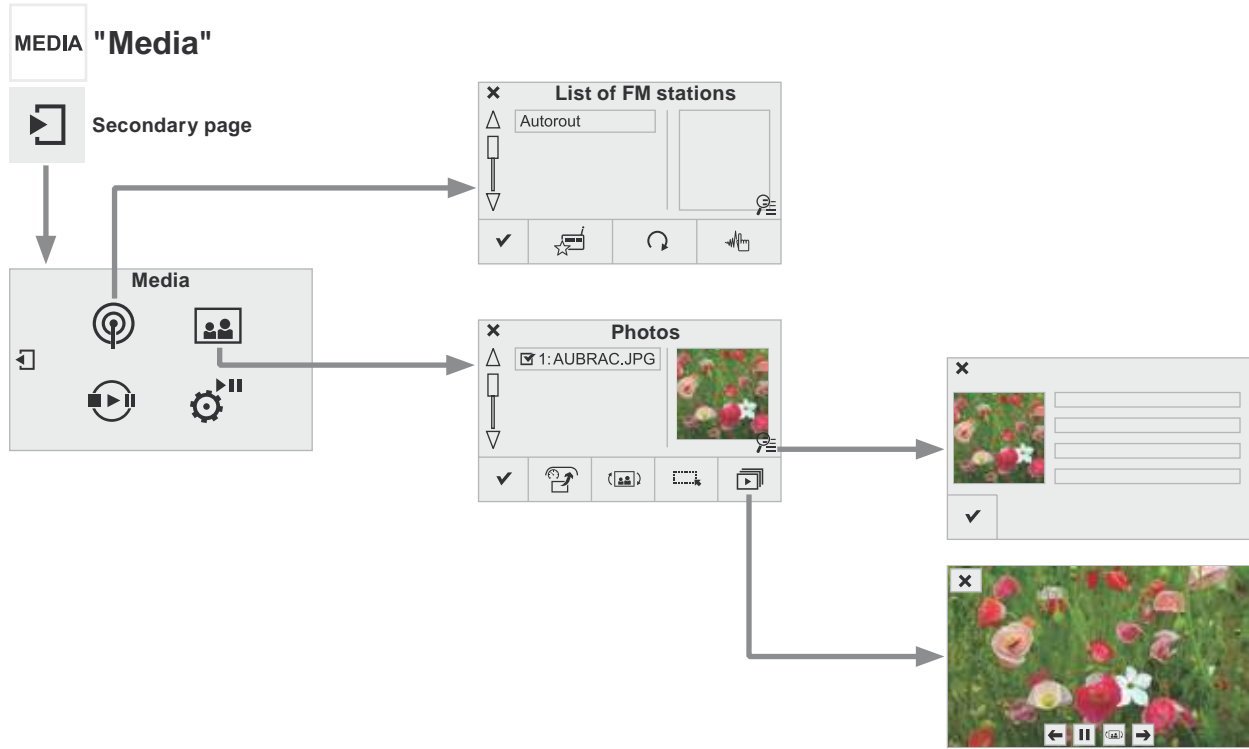 MEDIA "Media"
Secondary page
Media
List of FM stations
Autorout
Photos
1: AUBRAC.JPG